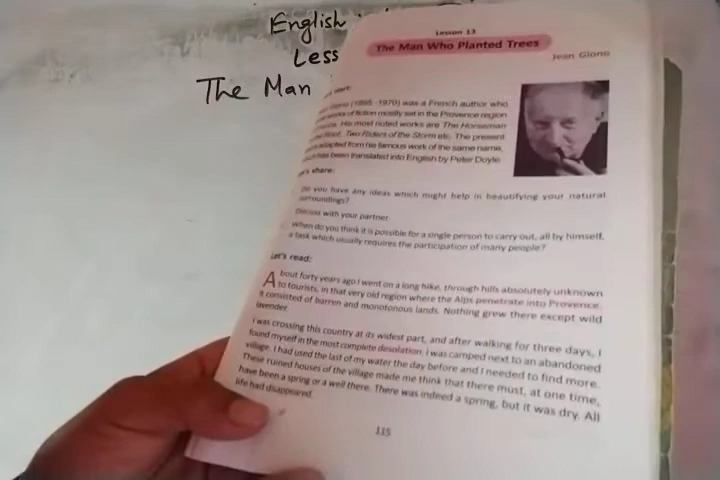 English
Less
The Man
Lesson 13
The Man Who Planted Trees
Jean Giono
start:
(1895-1970) was a French author who
works of fiction mostly set in the Provence region
His most noted works are The Horseman
Roof, Two Riders of the Storm etc. The present
adapted from his famous work of the same name,
has been translated into English by Peter Doyle.
share:
Do you have any ideas which might help in beautifying your natural
surroundings?
Discuss with your partner
When do you think it is possible for a single person to carry out, all by himself,
a task which usually requires the participation of many people?
Let's read:
About forty years ago I went on a long hike, through hills absolutely unknown
to tourists, in that very old region where the Alps penetrate into Provence.
It consisted of barren and monotonous lands. Nothing grew there except wild
lavender.
I was crossing this country at its widest part, and after walking for three days, I
found myself in the most complete desolation. I was camped next to an abandoned
village. I had used the last of my water the day before and I needed to find more.
These ruined houses of the village made me think that there must, at one time,
have been a spring or a well there. There was indeed a spring, but it was dry. All
life had disappeared.
115